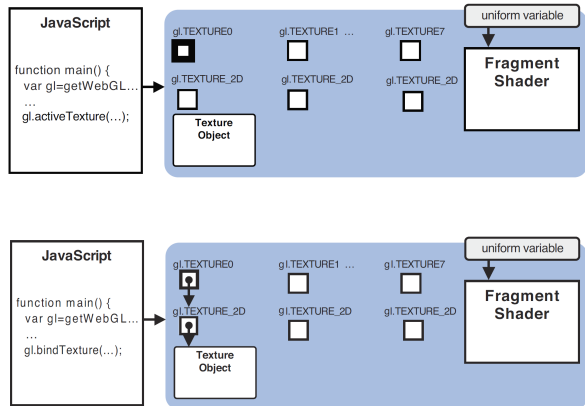 JavaScript
function main() {
var gl=getWebGL...
...
gl.activeTexture(...);
gl.TEXTURE0
gl.TEXTURE1 ...
gl.TEXTURE7
gl.TEXTURE_2D
gl.TEXTURE_2D
gl.TEXTURE_2D
Texture
Object
uniform variable
Fragment
Shader
JavaScript
function main() {
var gl=getWebGL...
...
gl.bindTexture(...);
gl.TEXTURE0
gl.TEXTURE1 ...
gl.TEXTURE7
gl.TEXTURE_2D
gl.TEXTURE_2D
gl.TEXTURE_2D
Texture
Object
uniform variable
Fragment
Shader